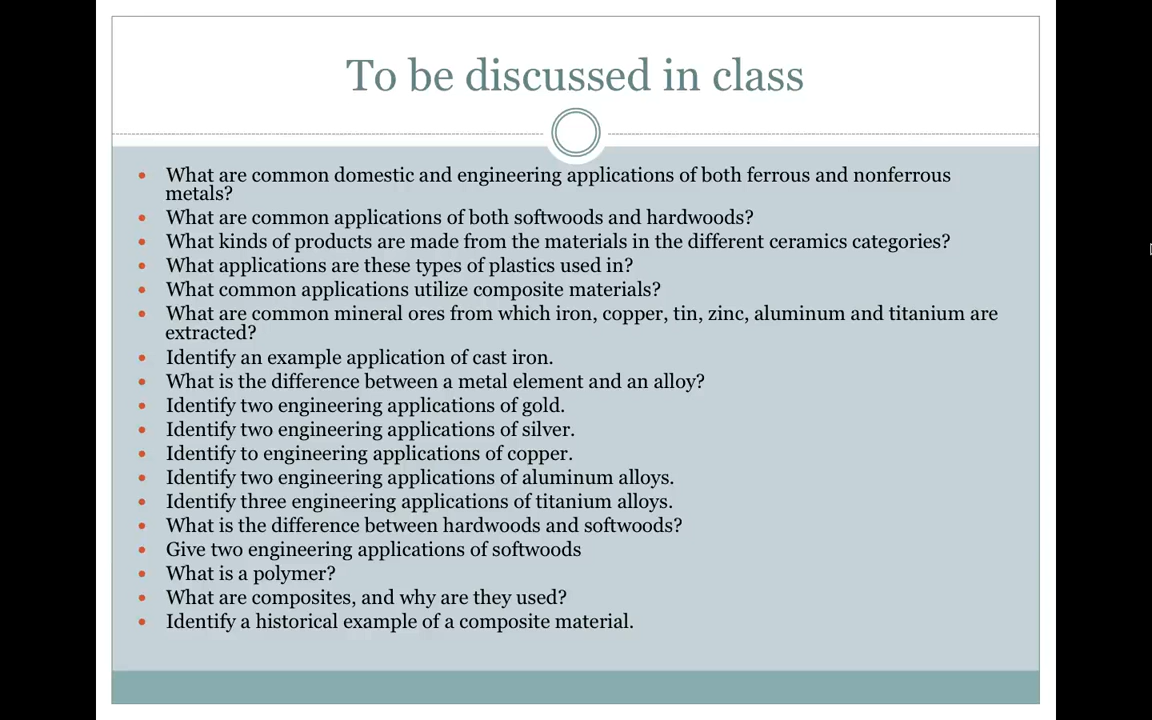 To be discussed in class
• What are common domestic and engineering applications of both ferrous and nonferrous
metals?
• What are common applications of both softwoods and hardwoods?
• What kinds of products are made from the materials in the different ceramics categories?
• What applications are these types of plastics used in?
• What common applications utilize composite materials?
• What are common mineral ores from which iron, copper, tin, zinc, aluminum and titanium are
extracted?
• Identify an example application of cast iron.
• What is the difference between a metal element and an alloy?
• Identify two engineering applications of gold.
• Identify two engineering applications of silver.
• Identify to engineering applications of copper.
• Identify two engineering applications of aluminum alloys.
• Identify three engineering applications of titanium alloys.
• What is the difference between hardwoods and softwoods?
• Give two engineering applications of softwoods
• What is a polymer?
• What are composites, and why are they used?
• Identify a historical example of a composite material.